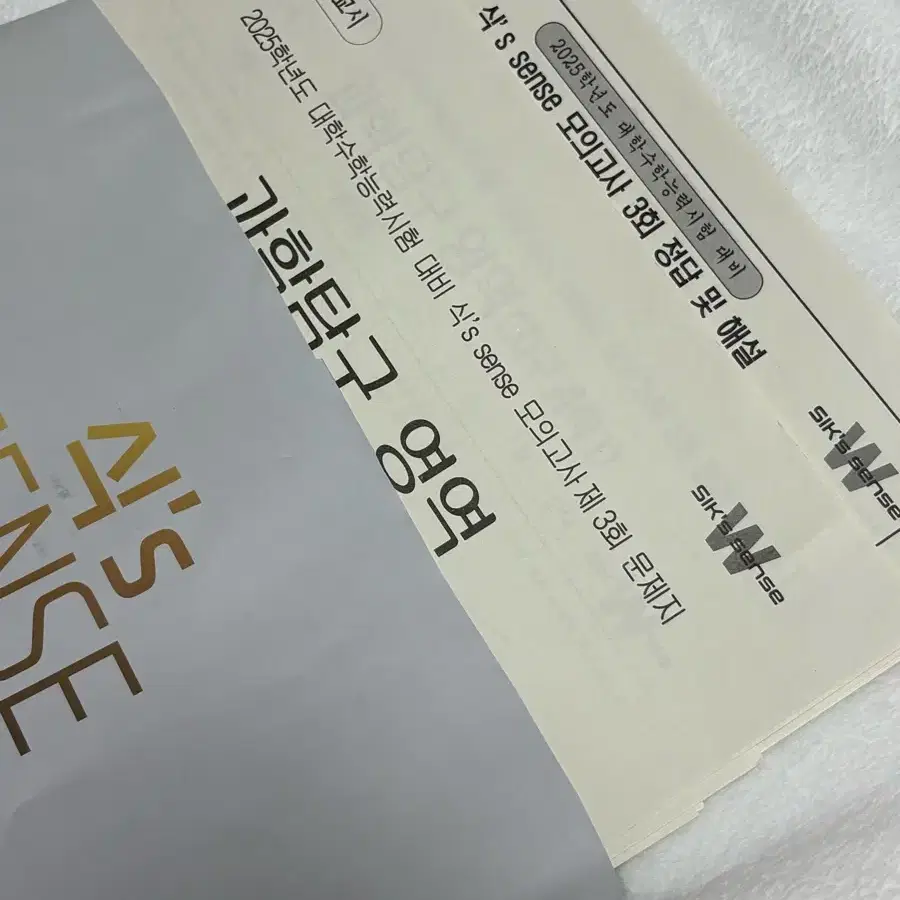 2025학년도 대학수학능력시험 대비
식's sense 모의고사 3회 정답 및 해설
sik's sense
W
교시
2025학년도 대학수학능력시험 대비 식's sense 모의고사 제 3회 문제지
과학탐구 영역
sik's sense
W
식's
SENSE